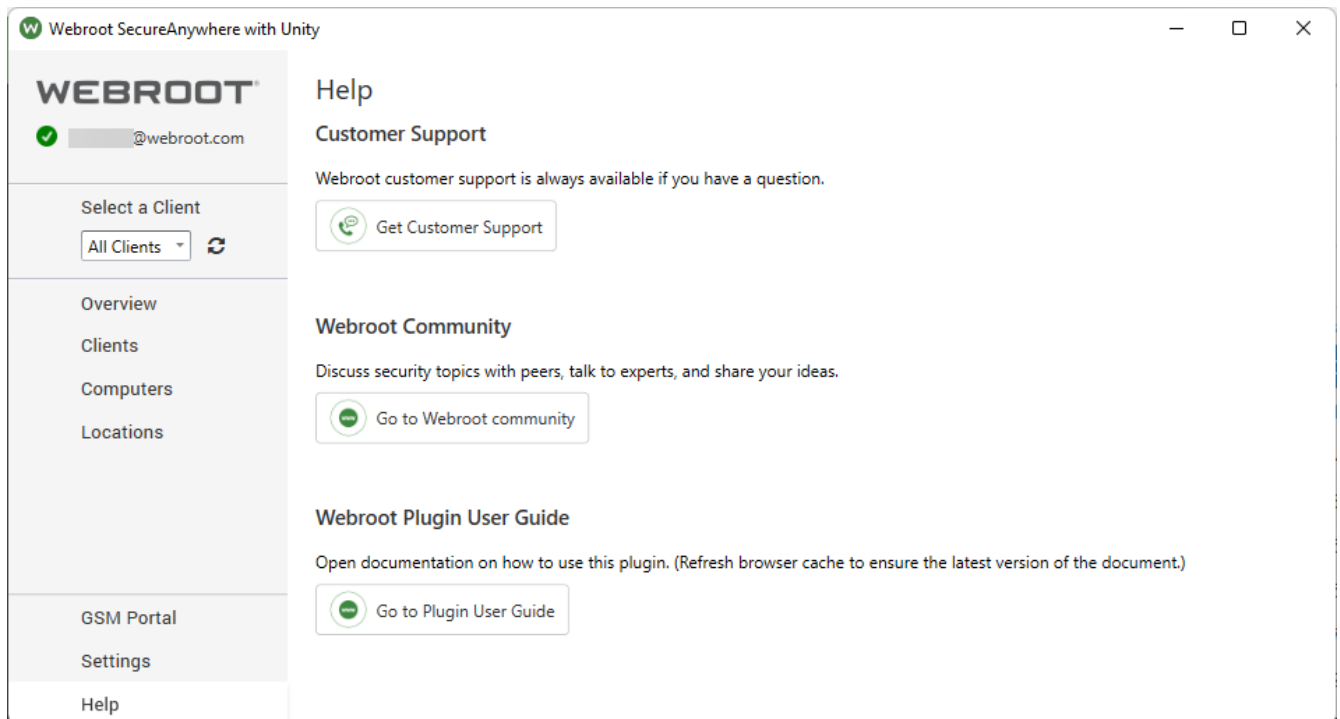 Webroot SecureAnywhere with Unity
WEBROOT
@webroot.com
Select a Client
All Clients
Overview
Clients
Computers
Locations
GSM Portal
Settings
Help
Help
Customer Support
Webroot customer support is always available if you have a question.
Get Customer Support
Webroot Community
Discuss security topics with peers, talk to experts, and share your ideas.
Go to Webroot community
Webroot Plugin User Guide
Open documentation on how to use this plugin. (Refresh browser cache to ensure the latest version of the document.)
Go to Plugin User Guide